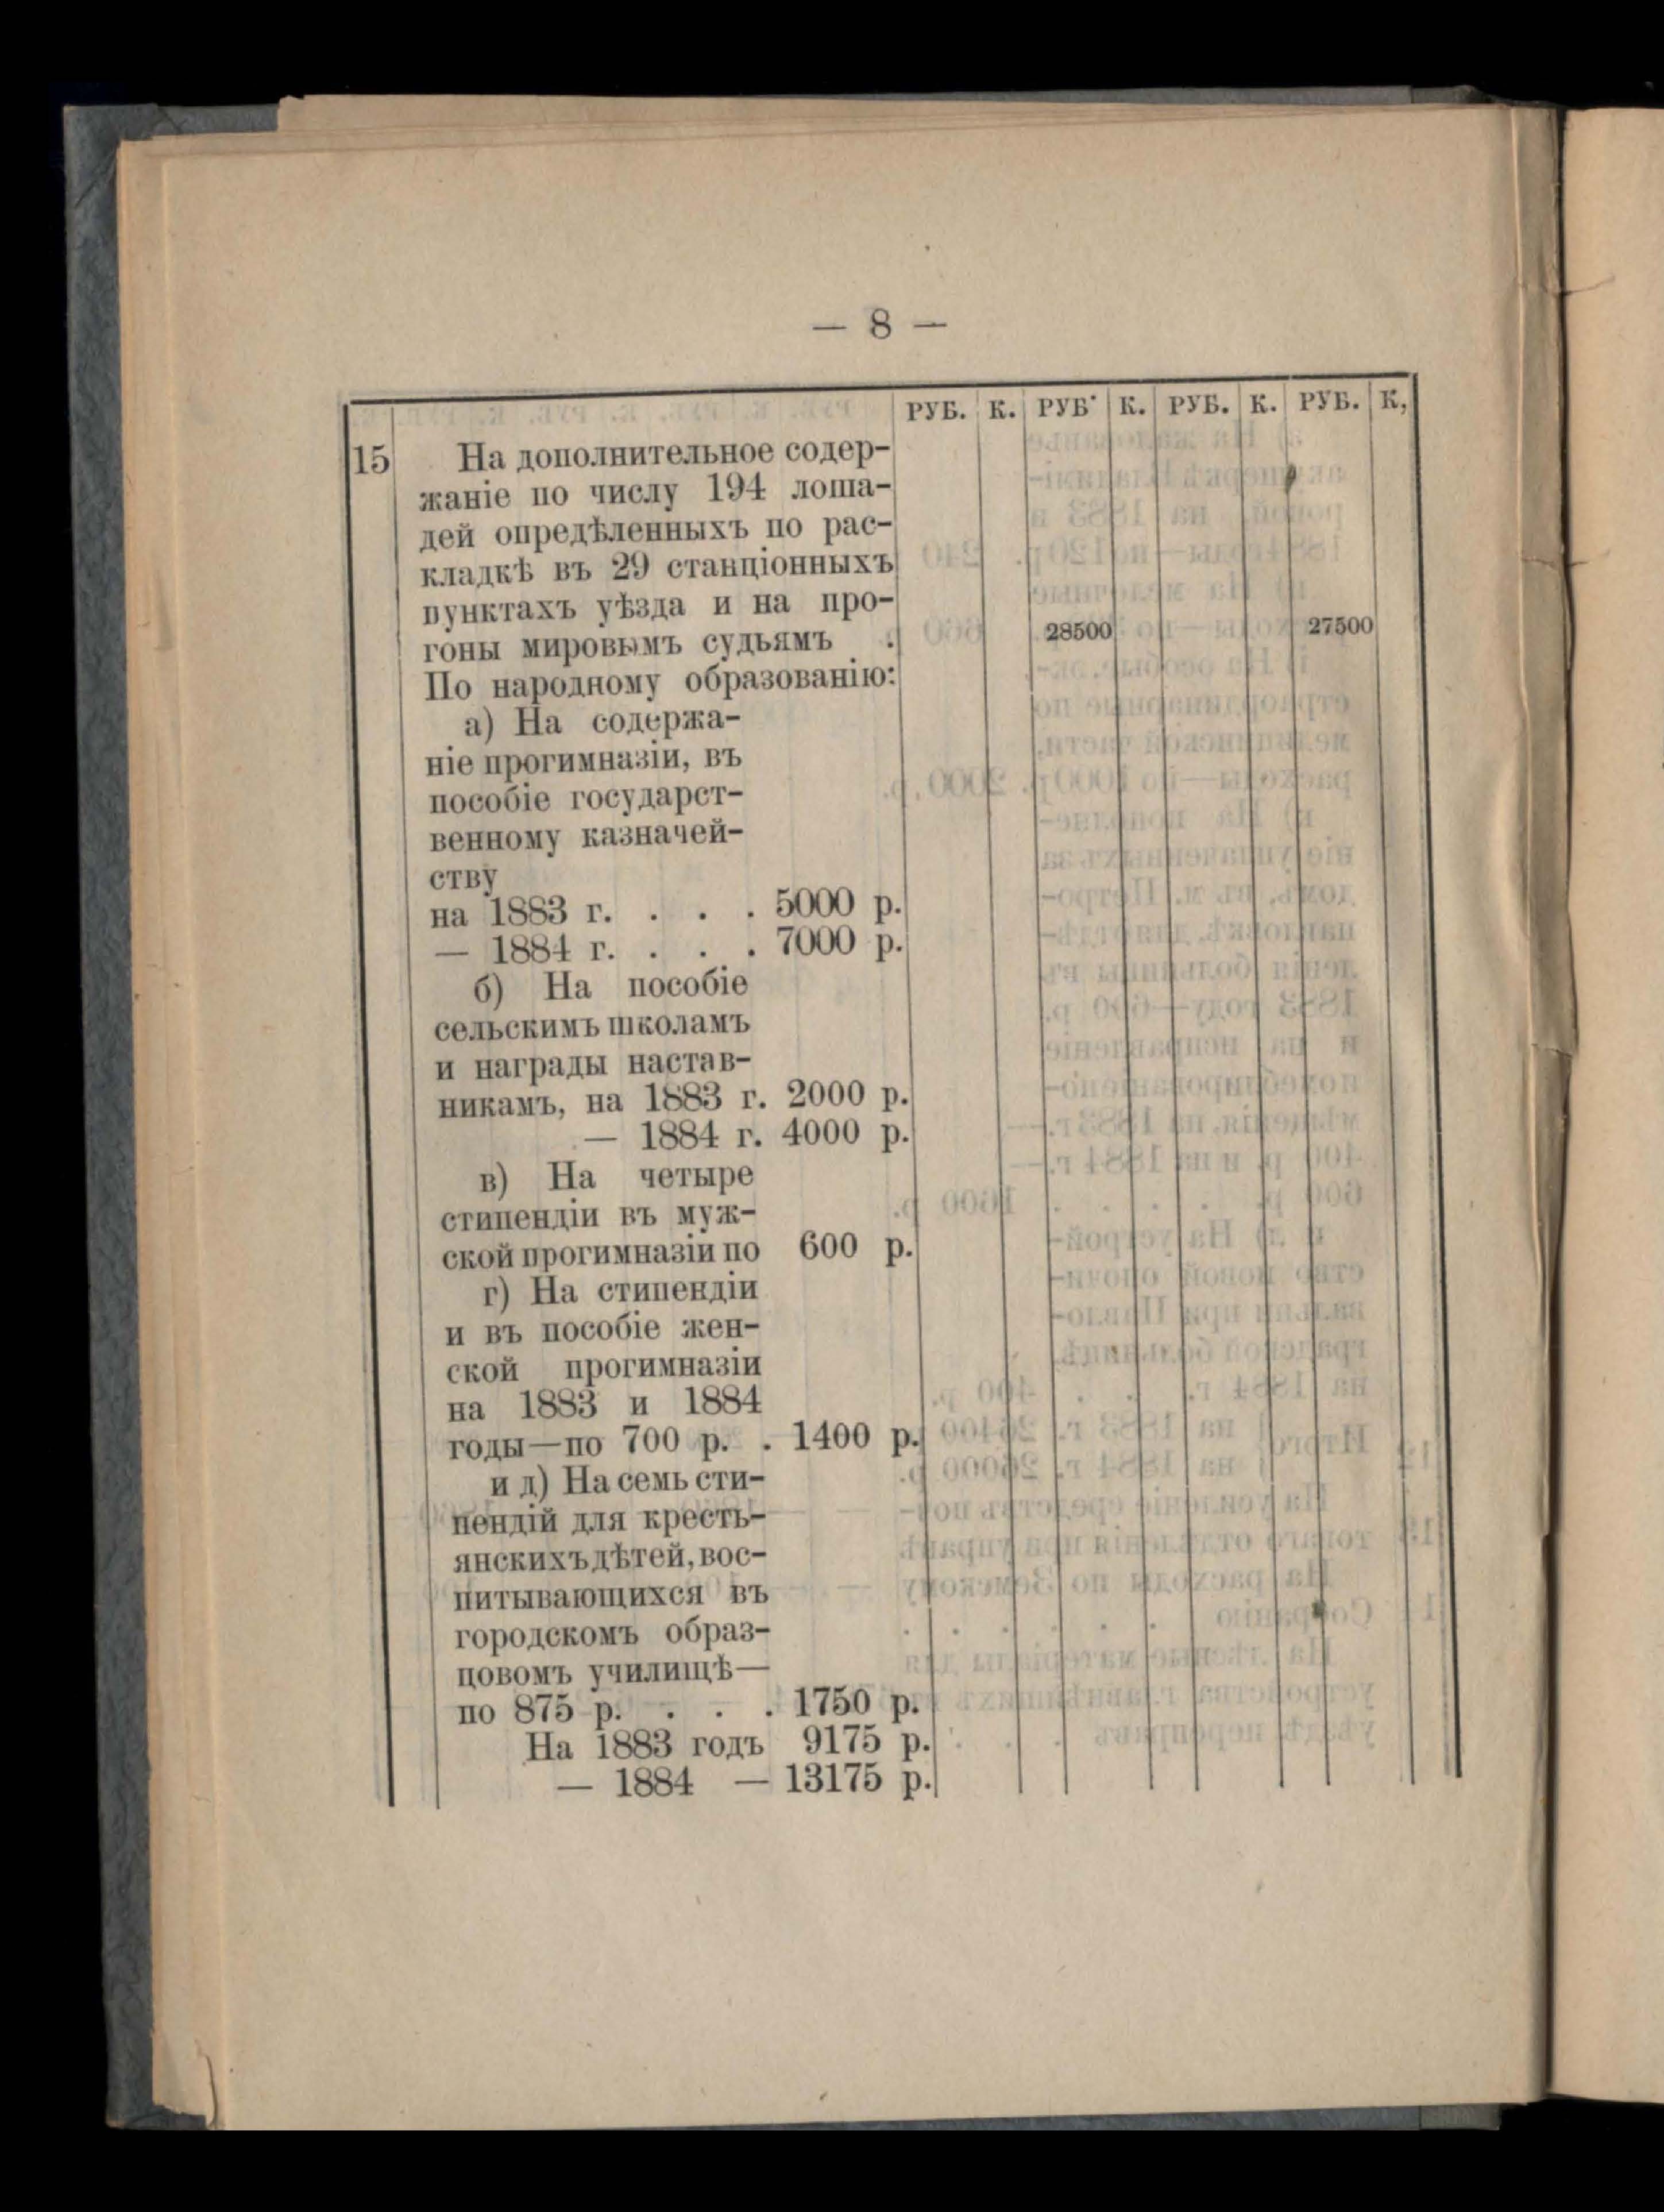 — 8 —
РУБ. К. РУБ. К. РУБ. К. РУБ. К,
15 На дополнительное содер-
жаніе по числу 194 лоша-
дей опредѣленныхъ по рас-
кладкѣ въ 29 станціонныхъ
пунктахъ уѣзда и на про-
гоны мировымъ судьямъ . 28500 27500
По народному образованію:
а) На содержа-
ніе прогимназіи, въ
пособіе государст-
венному казначей-
ству
на 1883 г. . . . 5000 р.
— 1884 г. . . . 7000 р.
б) На пособіе
сельскимъ школамъ
и награды настав-
никамъ, на 1883 г. 2000 р.
— 1884 г. 4000 р.
в) На четыре
стипендіи въ муж-
ской прогимназіи по 600 р.
г) На стипендіи
и въ пособіе жен-
ской прогимназіи
на 1883 и 1884
годы—по 700 р. . 1400 р.
и д) На семь сти-
пендій для кресть-
янскихъ дѣтей, вос-
питывающихся въ
городскомъ образ-
цовомъ училищѣ—
по 875 р. . . . 1750 р.
На 1883 годъ 9175 р.
— 1884 — 13175 р.